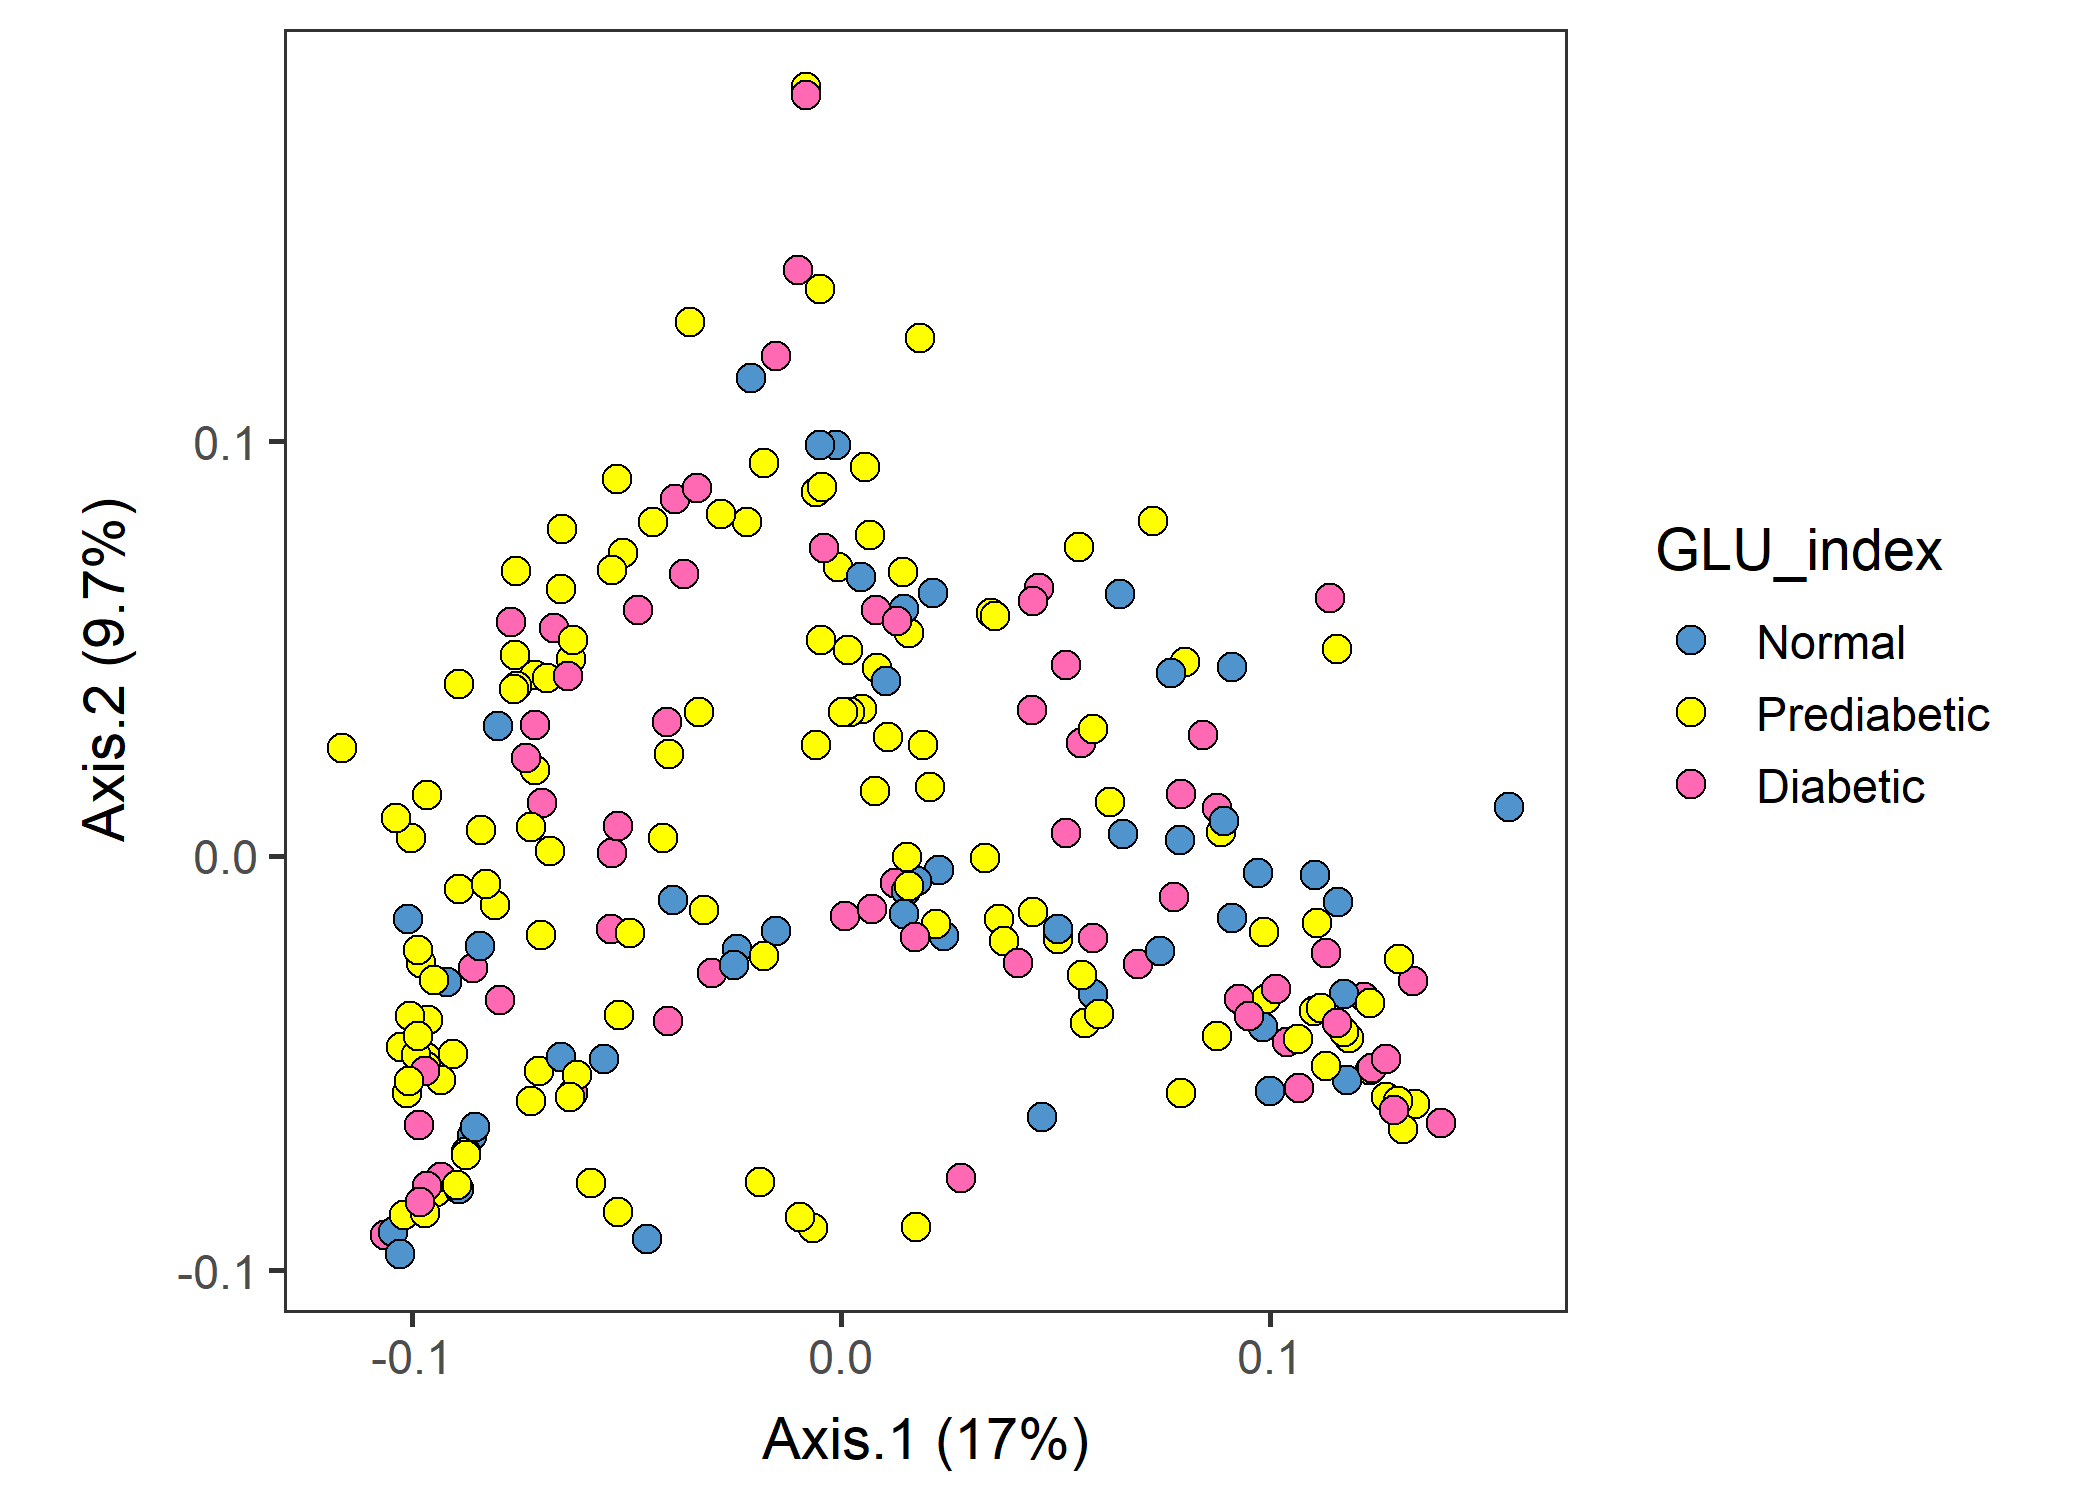 Axis.2 (9.7%)
0.1
0.0
-0.1
-0.1
0.0
0.1
Axis.1 (17%)
GLU_index
Normal
Prediabetic
Diabetic